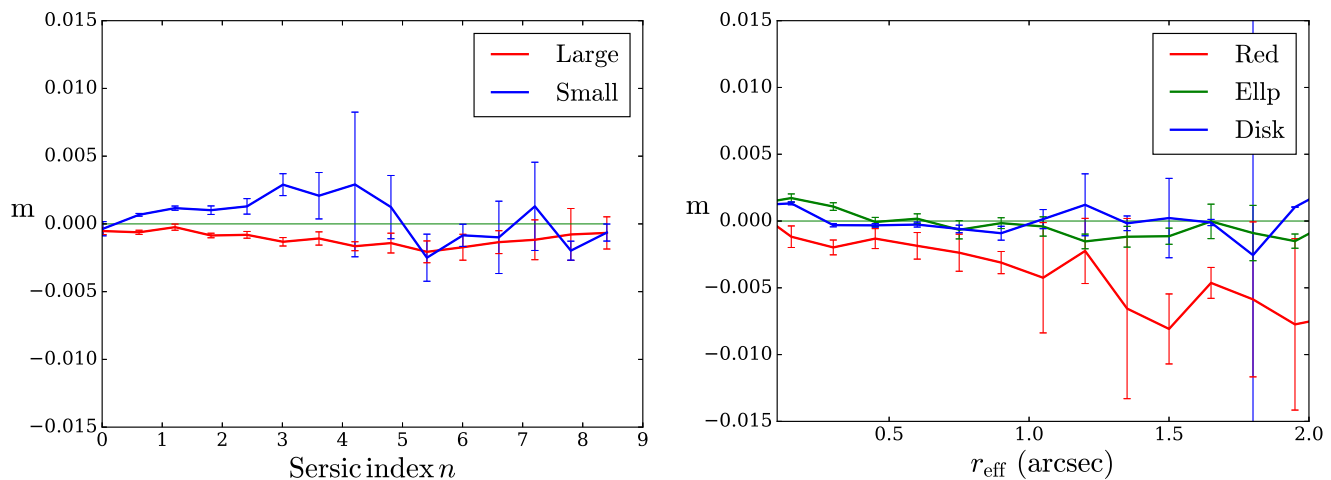 0.015
0.010
0.005
0.000
−0.005
−0.010
−0.015
m
0 1 2 3 4 5 6 7 8 9
Sersic index n
Large
Small
0.015
0.010
0.005
0.000
−0.005
−0.010
−0.015
m
0.5 1.0 1.5 2.0
r_eff (arcsec)
Red
Ellp
Disk